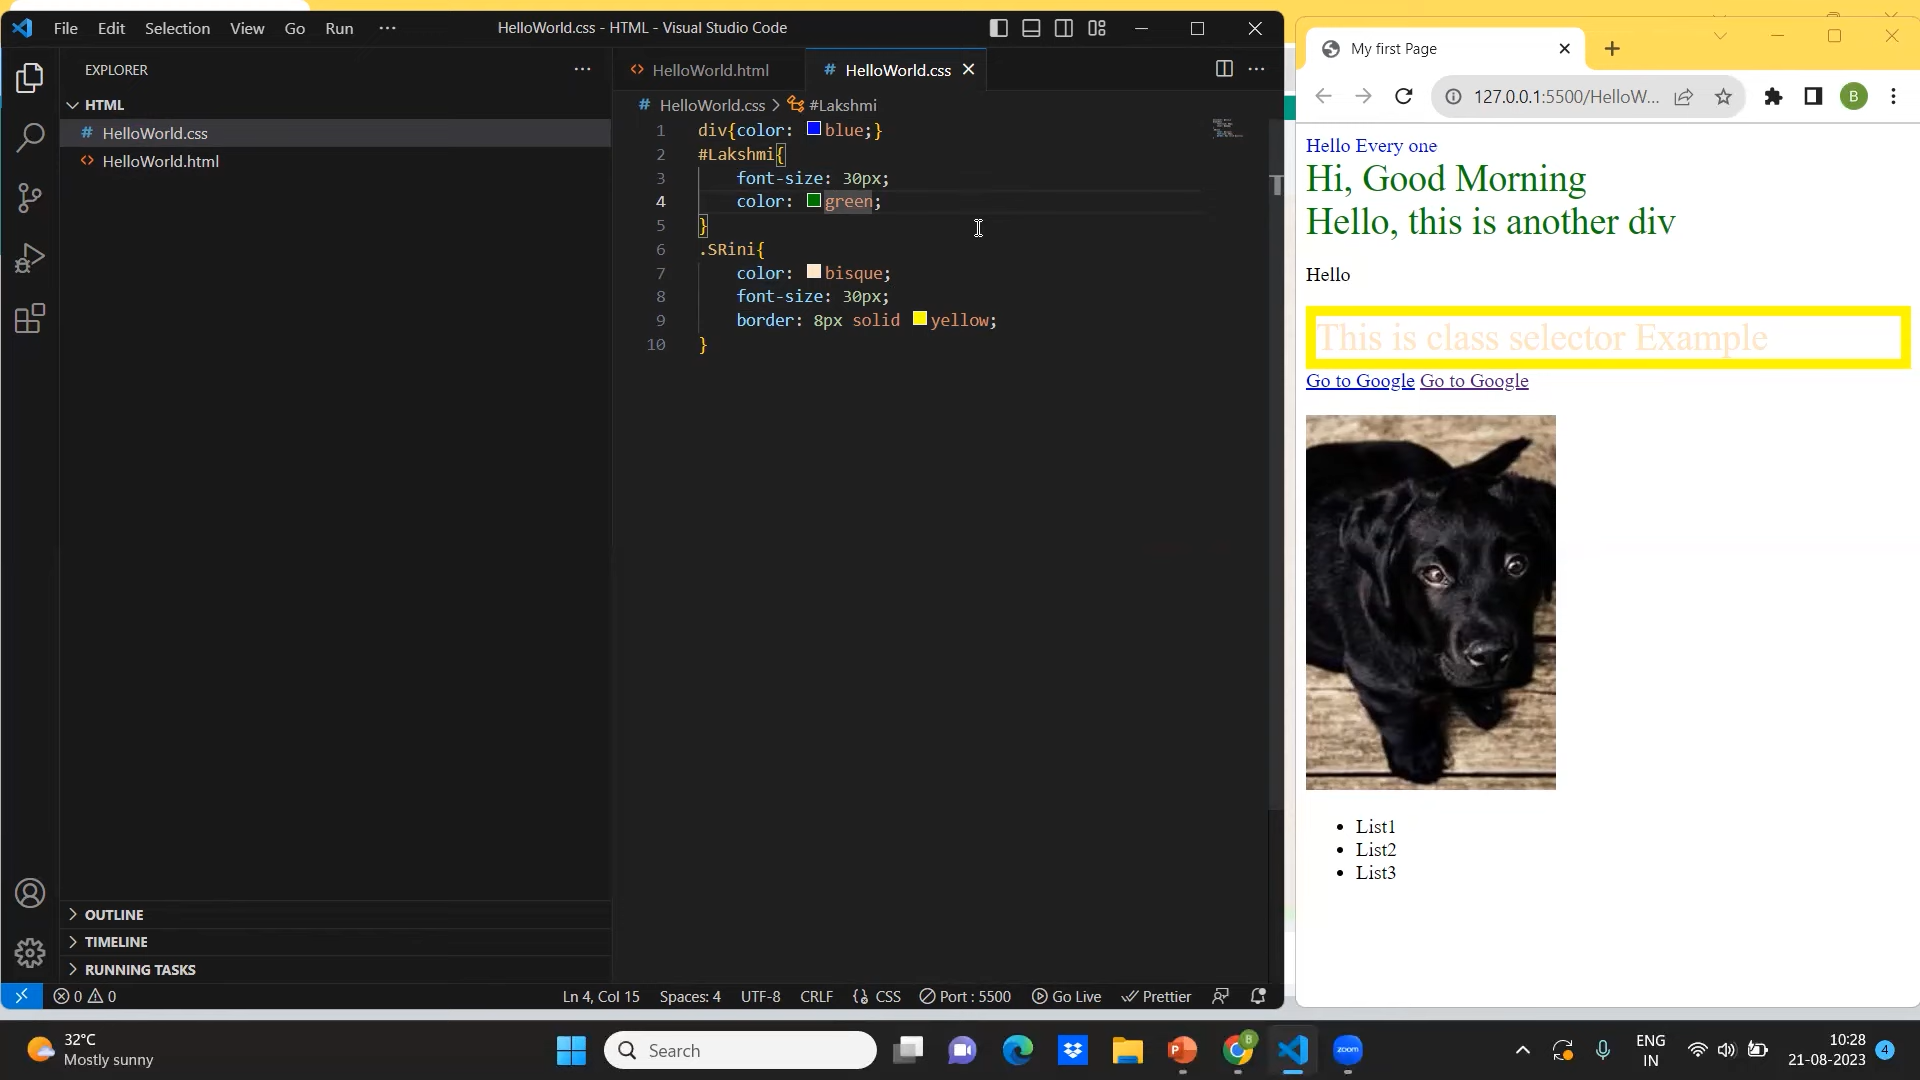 File Edit Selection View Go Run ···
HelloWorld.css - HTML - Visual Studio Code
EXPLORER
HTML
# HelloWorld.css
<> HelloWorld.html
OUTLINE
TIMELINE
RUNNING TASKS
<> HelloWorld.html
# HelloWorld.css
# HelloWorld.css > #Lakshmi
1 div{color: blue;}
2 #Lakshmi{
3 font-size: 30px;
4 color: green;
5 }
6 .SRini{
7 color: bisque;
8 font-size: 30px;
9 border: 8px solid yellow;
10 }
0 0
Ln 4, Col 15 Spaces: 4 UTF-8 CRLF {} CSS Port : 5500 Go Live Prettier
My first Page
127.0.0.1:5500/HelloW...
B
Hello Every one
Hi, Good Morning
Hello, this is another div
Hello
This is class selector Example
Go to Google Go to Google
• List1
• List2
• List3
32°C
Mostly sunny
Search
B
zoom
ENG
IN
10:28
21-08-2023
4